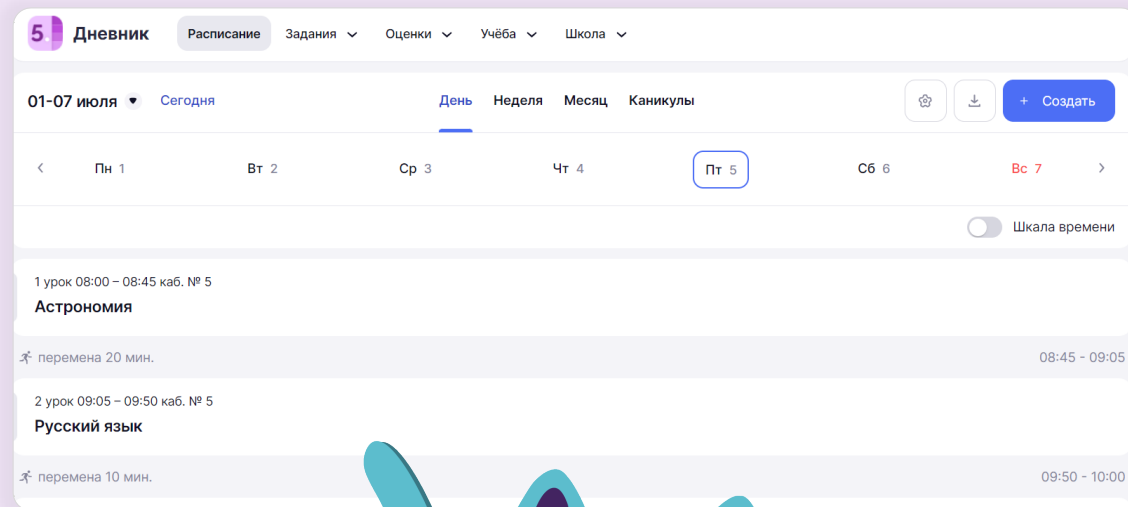 5. Дневник Расписание Задания Оценки Учёба Школа
01-07 июля Сегодня День Неделя Месяц Каникулы + Создать
Пн 1 Вт 2 Ср 3 Чт 4 Пт 5 Сб 6 Вс 7
Шкала времени
1 урок 08:00 – 08:45 каб. № 5
Астрономия
перемена 20 мин. 08:45 - 09:05
2 урок 09:05 – 09:50 каб. № 5
Русский язык
перемена 10 мин. 09:50 - 10:00